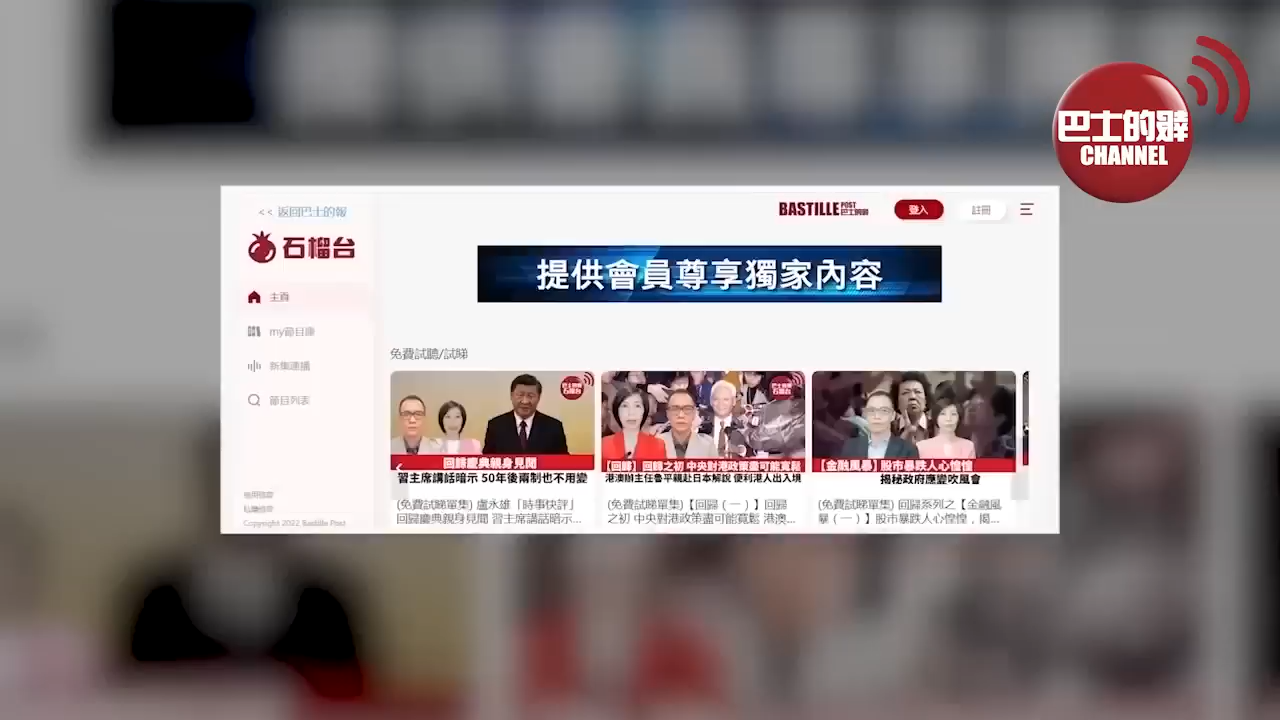 巴士的報
CHANNEL
<< 返回巴士的報
BASTILLE POST
巴士的報
登入
註冊
石榴台
提供會員尊享獨家內容
主頁
my節目庫
新集連播
節目列表
免費試聽/試睇
回歸慶典親身見聞
習主席講話暗示 50年後兩制也不用變
(免費試睇單集) 盧永雄「時事快評」
回歸慶典親身見聞 習主席講話暗示...
【回歸】回歸之初 中央對港政策盡可能寬鬆
港澳辦主任魯平親赴日本解說 便利港人出入境
(免費試睇單集)【回歸（一）】回歸
之初 中央對港政策盡可能寬鬆 港澳...
【金融風暴】股市暴跌人心惶惶
揭秘政府應變吹風會
(免費試睇單集) 回歸系列之【金融風
暴（一）】股市暴跌人心惶惶，揭...
使用條款
私隱條款
Copyright 2022 Bastille Post